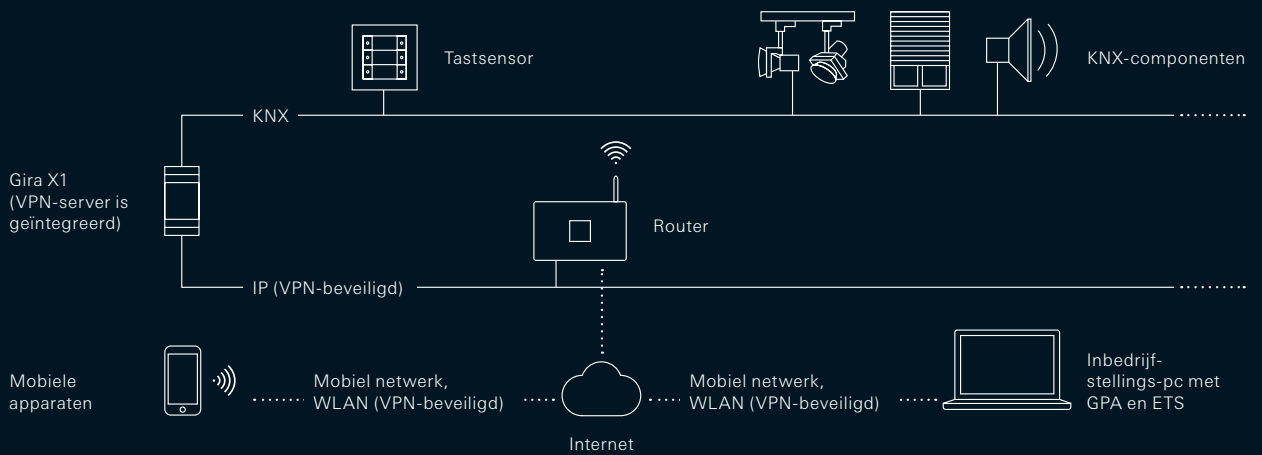 Tastsensor
KNX-componenten
KNX
Gira X1
(VPN-server is
geïntegreerd)
Router
IP (VPN-beveiligd)
Mobiele
apparaten
Mobiel netwerk,
WLAN (VPN-beveiligd)
Internet
Mobiel netwerk,
WLAN (VPN-beveiligd)
Inbedrijf-
stellings-pc met
GPA en ETS